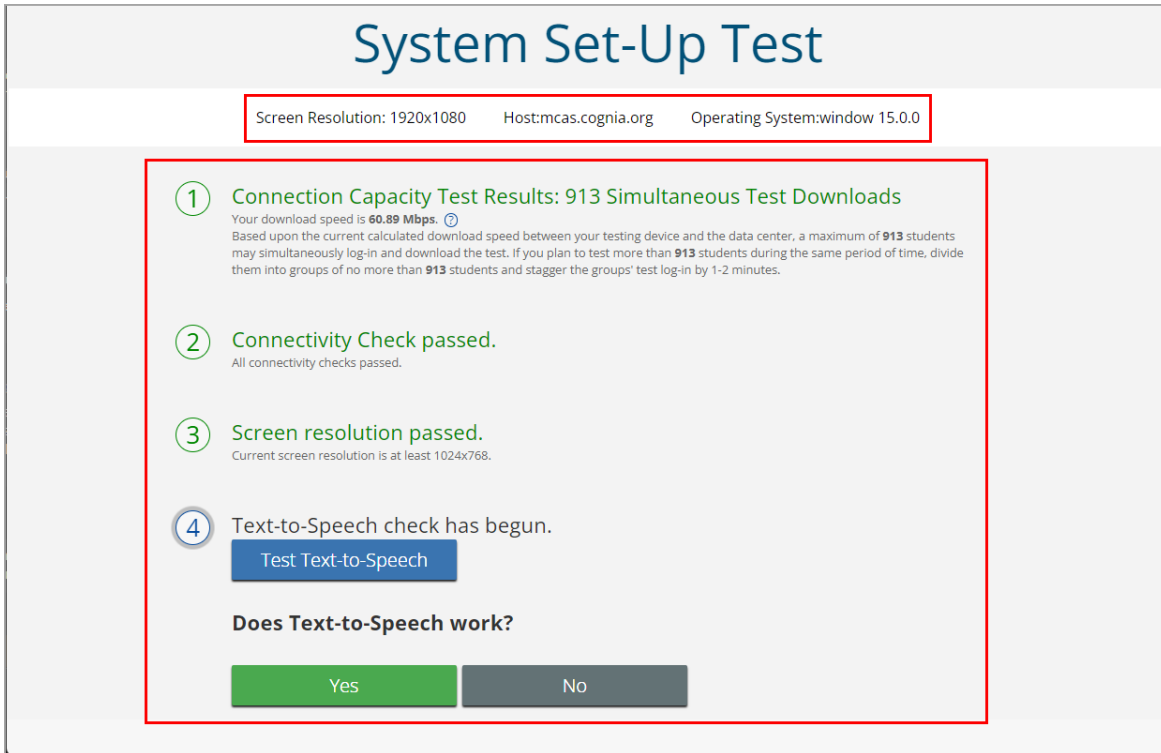 System Set-Up Test
Screen Resolution: 1920x1080 Host:mcas.cognia.org Operating System:window 15.0.0
1 Connection Capacity Test Results: 913 Simultaneous Test Downloads
Your download speed is 60.89 Mbps. ?
Based upon the current calculated download speed between your testing device and the data center, a maximum of 913 students
may simultaneously log-in and download the test. If you plan to test more than 913 students during the same period of time, divide
them into groups of no more than 913 students and stagger the groups' test log-in by 1-2 minutes.
2 Connectivity Check passed.
All connectivity checks passed.
3 Screen resolution passed.
Current screen resolution is at least 1024x768.
4 Text-to-Speech check has begun.
Test Text-to-Speech
Does Text-to-Speech work?
Yes No